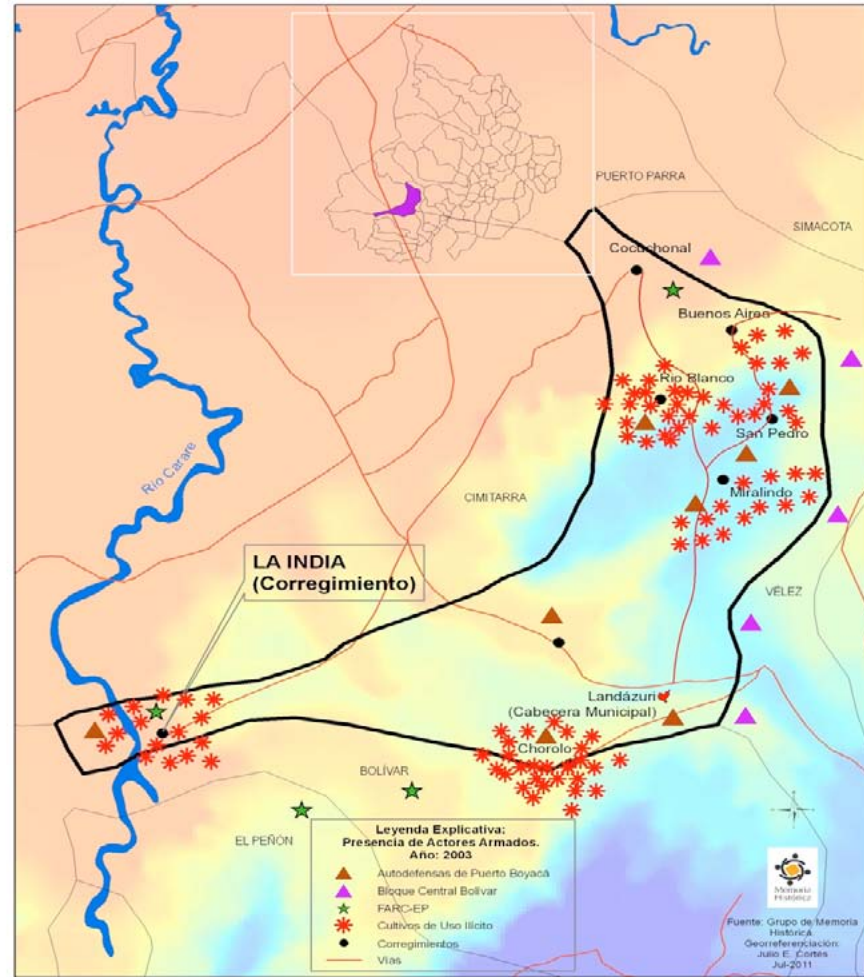 PUERTO PARRA
SIMACOTA
Cocuchonal
Buenos Aires
Río Blanco
San Pedro
Miralindo
CIMITARRA
Río Carare
LA INDIA
(Corregimiento)
VÉLEZ
Landázuri
(Cabecera Municipal)
Chorolo
BOLÍVAR
EL PEÑÓN
Leyenda Explicativa:
Presencia de Actores Armados.
Año: 2003
Autodefensas de Puerto Boyacá
Bloque Central Bolívar
FARC-EP
Cultivos de Uso Ilícito
Corregimientos
Vías
Memoria
Histórica
Fuente: Grupo de Memoria
Histórica.
Georreferenciación:
Julio E. Cortés
Jul-2011